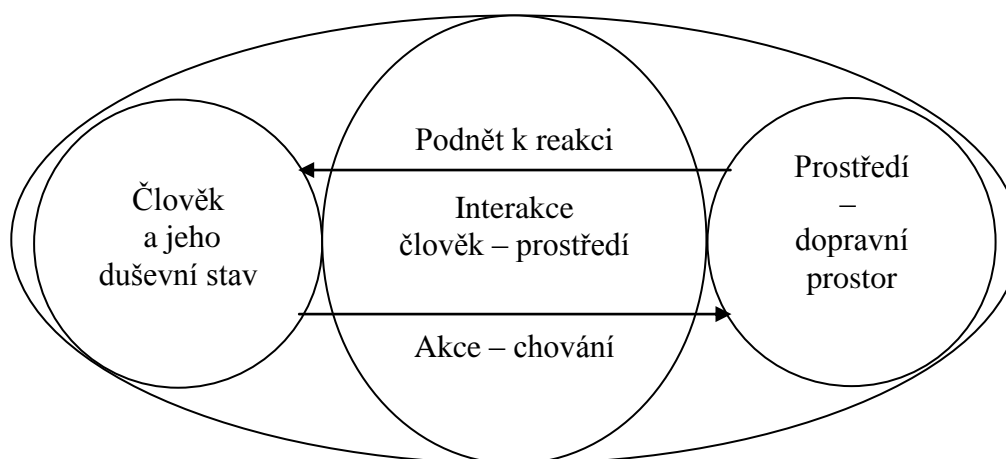 Člověk
a jeho
duševní stav
Podnět k reakci
Interakce
člověk – prostředí
Akce – chování
Prostředí
–
dopravní
prostor